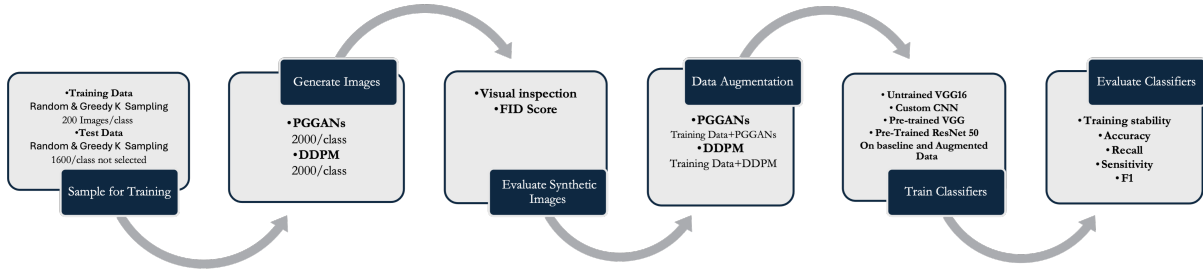 •Training Data
Random & Greedy K Sampling
200 Images/class
•Test Data
Random & Greedy K Sampling
1600/class not selected
Sample for Training
Generate Images
•PGGANs
2000/class
•DDPM
2000/class
•Visual inspection
•FID Score
Evaluate Synthetic
Images
Data Augmentation
•PGGANs
Training Data+PGGANs
•DDPM
Training Data+DDPM
• Untrained VGG16
• Custom CNN
• Pre-trained VGG
• Pre-Trained ResNet 50
On baseline and Augmented
Data
Train Classifiers
Evaluate Classifiers
• Training stability
• Accuracy
• Recall
• Sensitivity
• F1